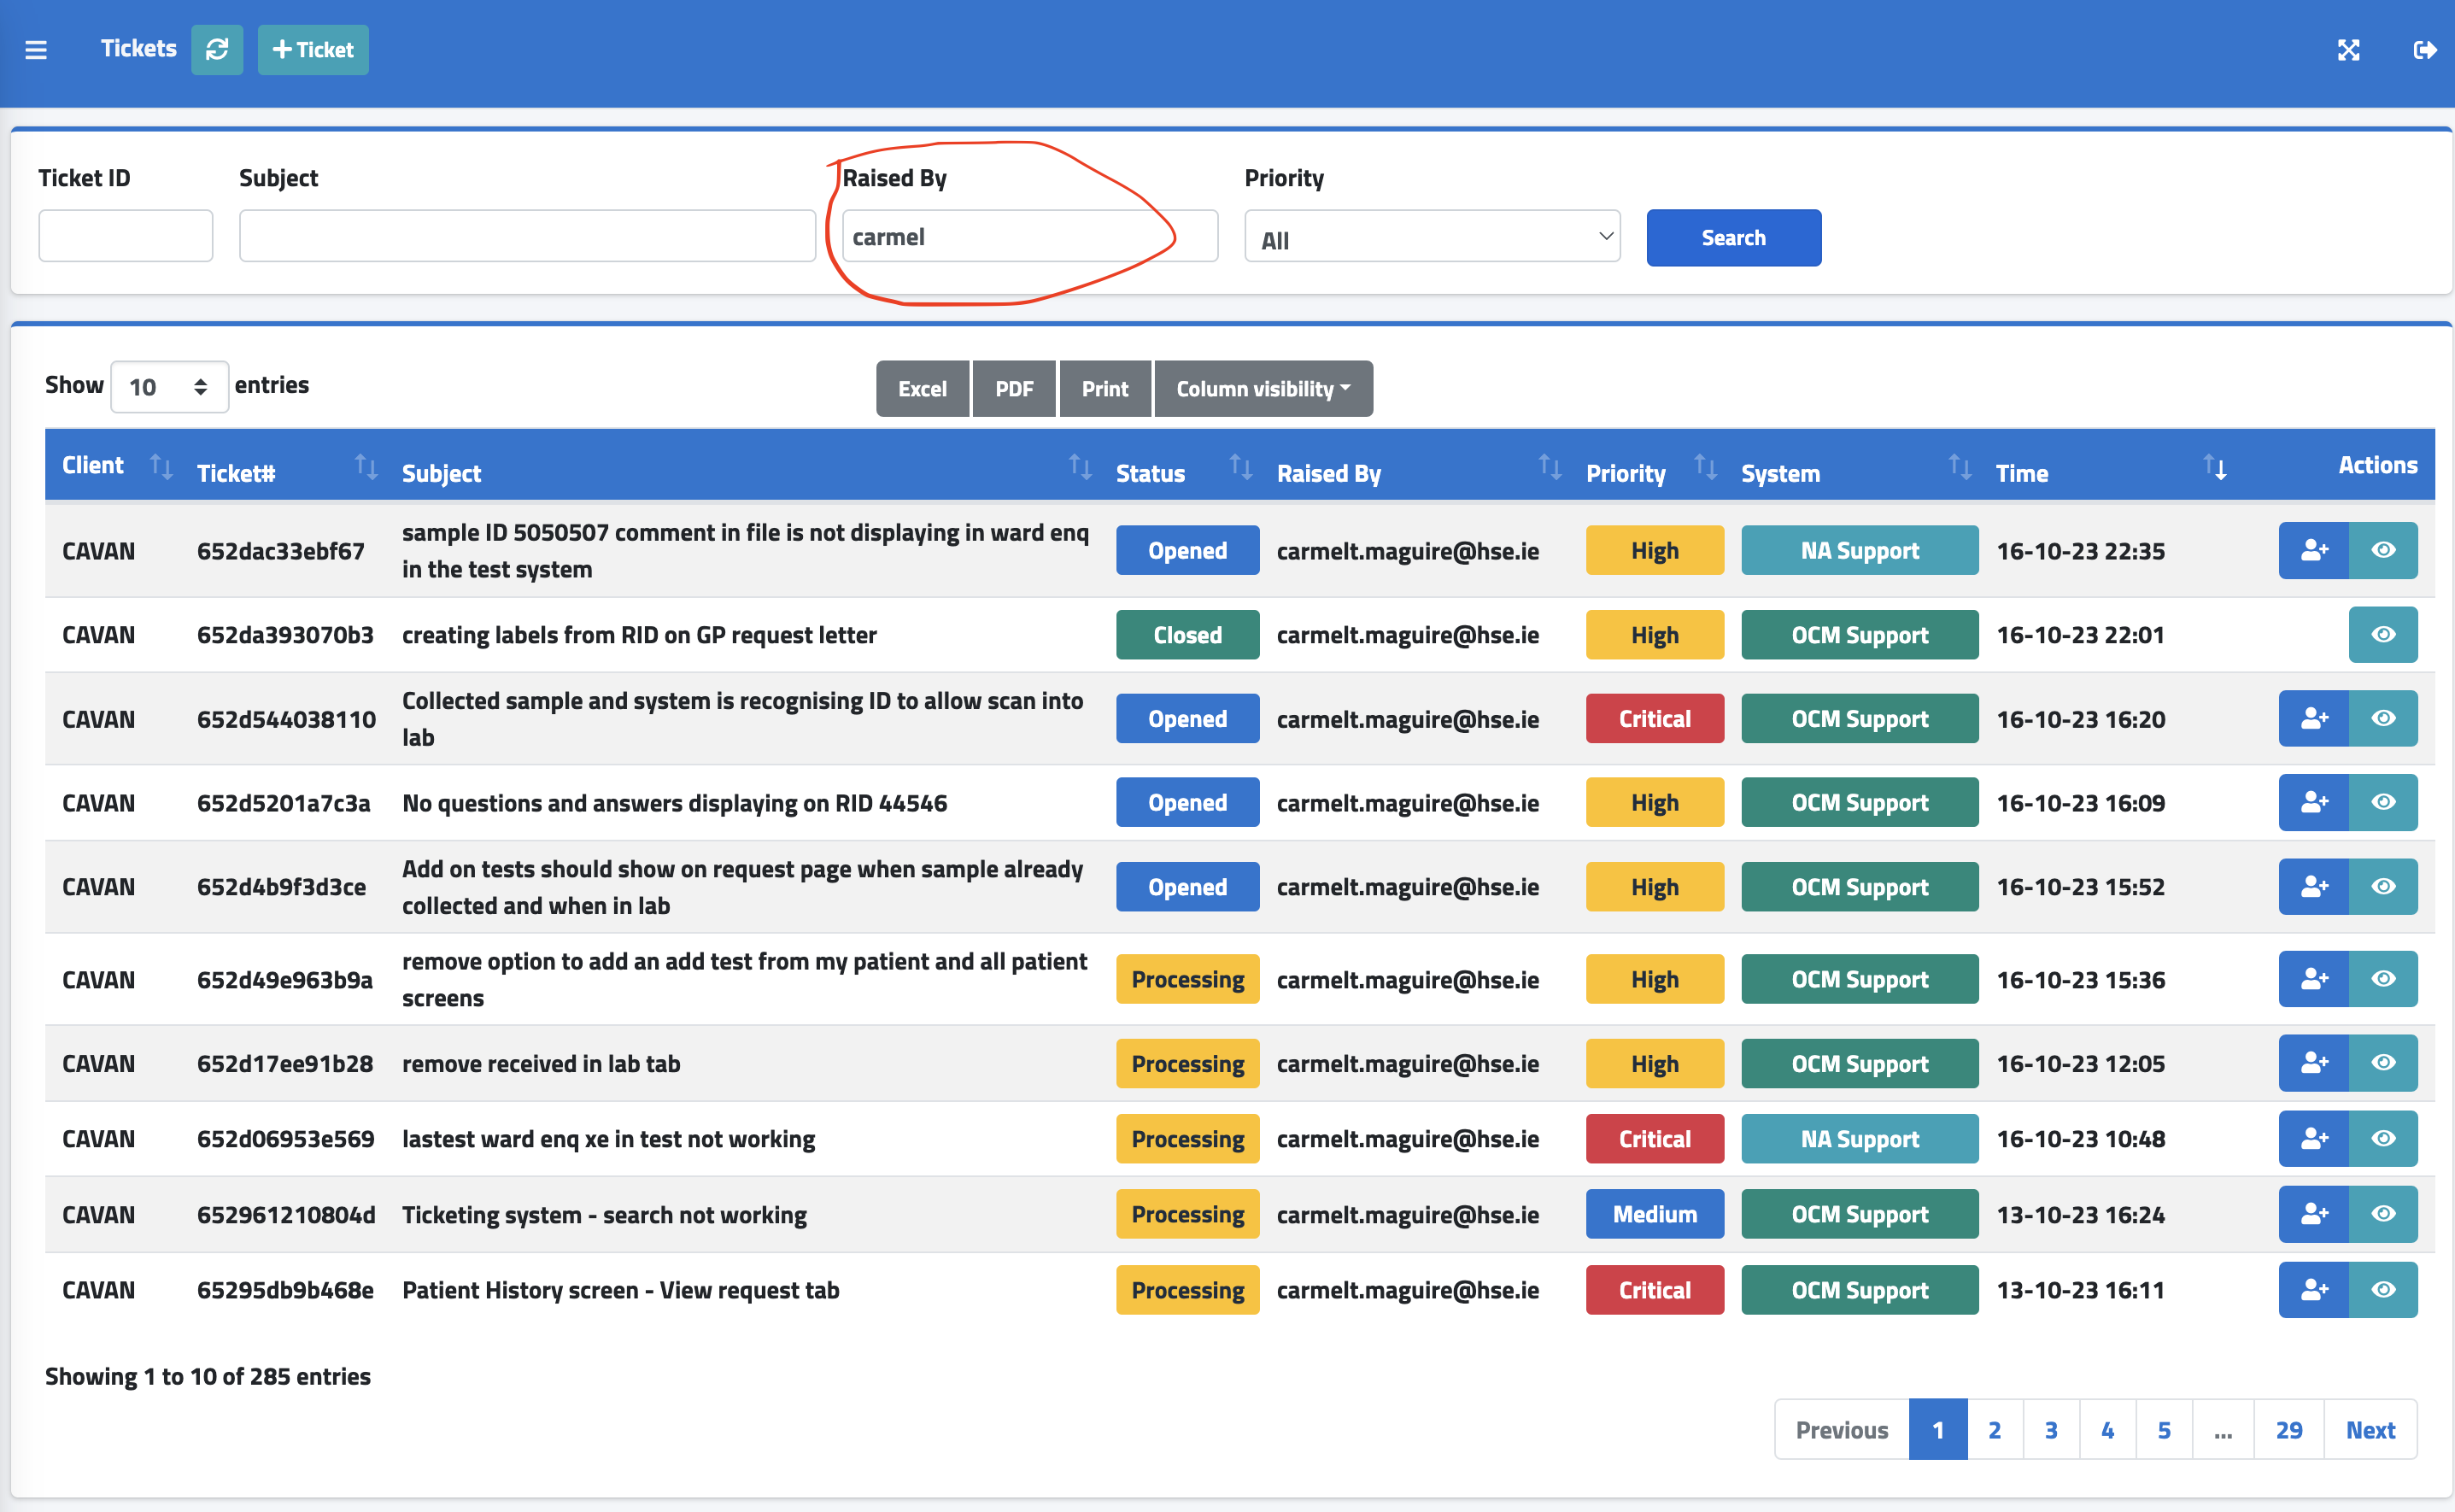 Tickets
Ticket
Ticket ID
Subject
Raised By
Priority
carmel
All
Search
Show 10 entries
Excel PDF Print Column visibility
Client Ticket# Subject Status Raised By Priority System Time Actions
CAVAN 652dac33ebf67 sample ID 5050507 comment in file is not displaying in ward enq
in the test system Opened carmelt.maguire@hse.ie High NA Support 16-10-23 22:35
CAVAN 652da393070b3 creating labels from RID on GP request letter Closed carmelt.maguire@hse.ie High OCM Support 16-10-23 22:01
CAVAN 652d544038110 Collected sample and system is recognising ID to allow scan into
lab Opened carmelt.maguire@hse.ie Critical OCM Support 16-10-23 16:20
CAVAN 652d5201a7c3a No questions and answers displaying on RID 44546 Opened carmelt.maguire@hse.ie High OCM Support 16-10-23 16:09
CAVAN 652d4b9f3d3ce Add on tests should show on request page when sample already
collected and when in lab Opened carmelt.maguire@hse.ie High OCM Support 16-10-23 15:52
CAVAN 652d49e963b9a remove option to add an add test from my patient and all patient
screens Processing carmelt.maguire@hse.ie High OCM Support 16-10-23 15:36
CAVAN 652d17ee91b28 remove received in lab tab Processing carmelt.maguire@hse.ie High OCM Support 16-10-23 12:05
CAVAN 652d06953e569 lastest ward enq xe in test not working Processing carmelt.maguire@hse.ie Critical NA Support 16-10-23 10:48
CAVAN 652961210804d Ticketing system - search not working Processing carmelt.maguire@hse.ie Medium OCM Support 13-10-23 16:24
CAVAN 65295db9b468e Patient History screen - View request tab Processing carmelt.maguire@hse.ie Critical OCM Support 13-10-23 16:11
Showing 1 to 10 of 285 entries
Previous 1 2 3 4 5 ... 29 Next